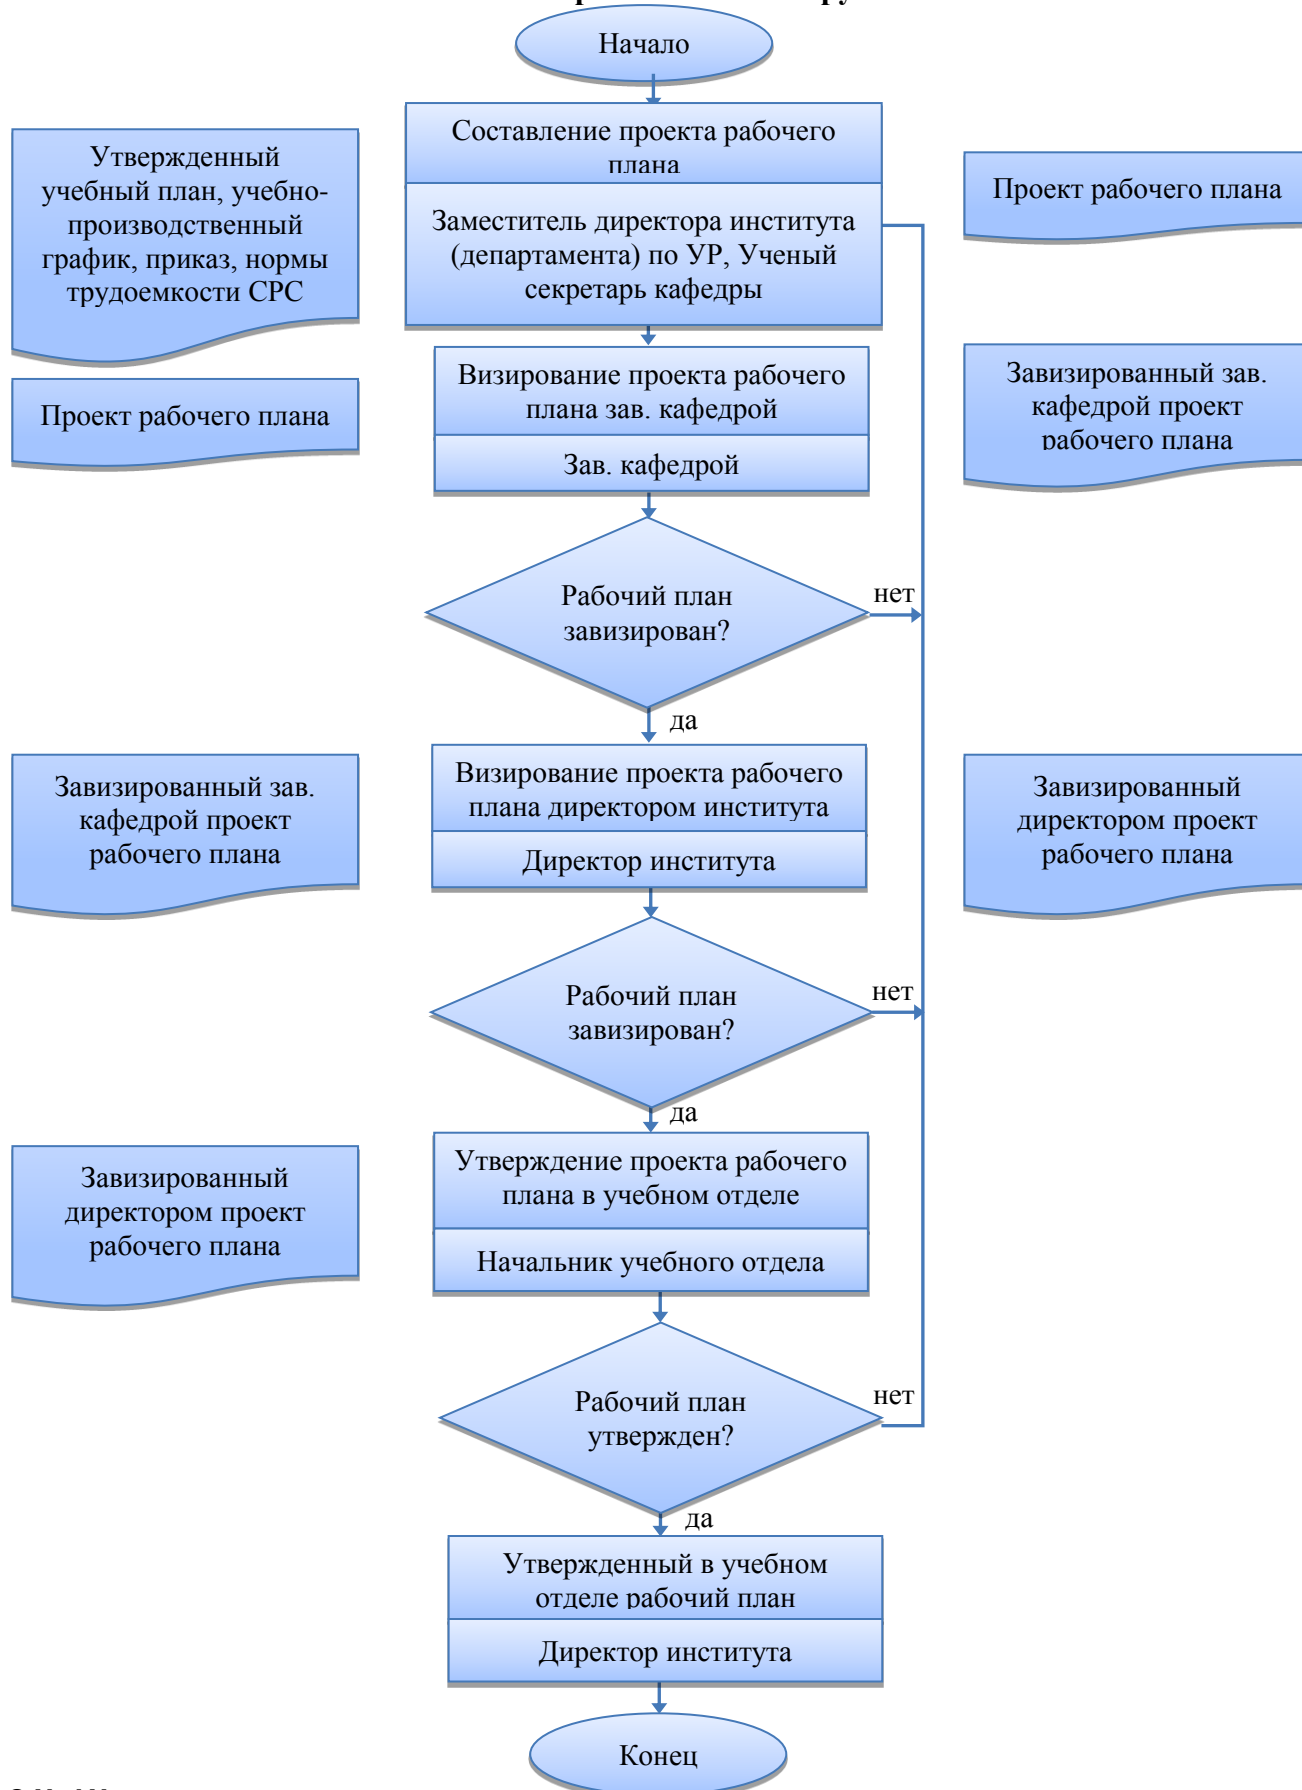 Начало
Составление проекта рабочего
плана
Утвержденный
учебный план, учебно-
производственный
график, приказ, нормы
трудоемкости СРС
Заместитель директора института
(департамента) по УР, Ученый
секретарь кафедры
Проект рабочего плана
Проект рабочего плана
Визирование проекта рабочего
плана зав. кафедрой
Зав. кафедрой
Завизированный зав.
кафедрой проект
рабочего плана
Рабочий план
завизирован?
нет
да
Завизированный зав.
кафедрой проект
рабочего плана
Визирование проекта рабочего
плана директором института
Директор института
Завизированный
директором проект
рабочего плана
Рабочий план
завизирован?
нет
да
Завизированный
директором проект
рабочего плана
Утверждение проекта рабочего
плана в учебном отделе
Начальник учебного отдела
Рабочий план
утвержден?
нет
да
Утвержденный в учебном
отделе рабочий план
Директор института
Конец